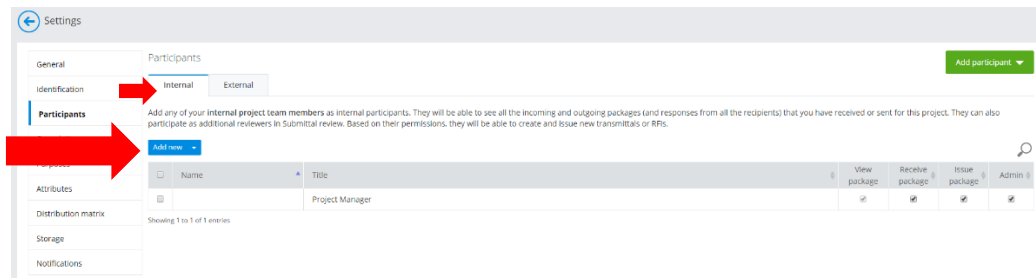 Settings
General
Identification
Participants
Attributes
Distribution matrix
Storage
Notifications
Participants
Add participant
Internal External
Add any of your internal project team members as internal participants. They will be able to see all the incoming and outgoing packages (and responses from all the recipients) that you have received or sent for this project. They can also
participate as additional reviewers in Submittal review. Based on their permissions, they will be able to create and issue new transmittals or RFIs.
Add new
Name Title View package Receive package Issue package Admin
Project Manager
Showing 1 to 1 of 1 entries